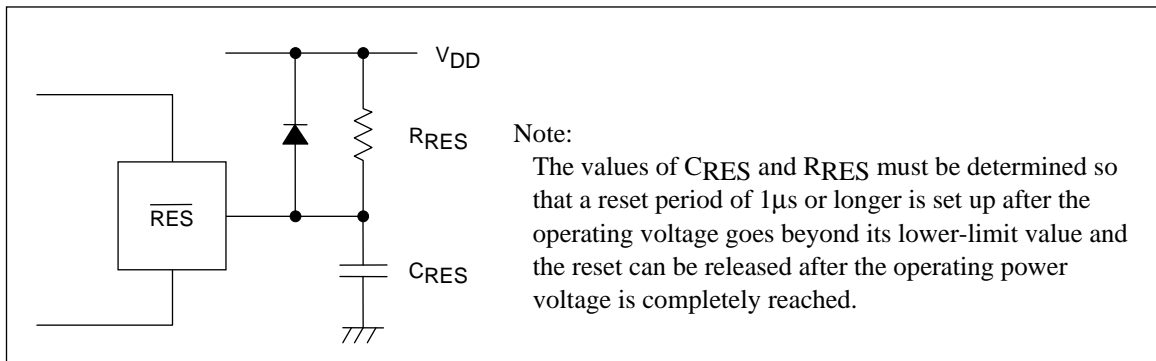 VDD
RRES
RES
CRES
Note:
The values of CRES and RRES must be determined so
that a reset period of 1μs or longer is set up after the
operating voltage goes beyond its lower-limit value and
the reset can be released after the operating power
voltage is completely reached.